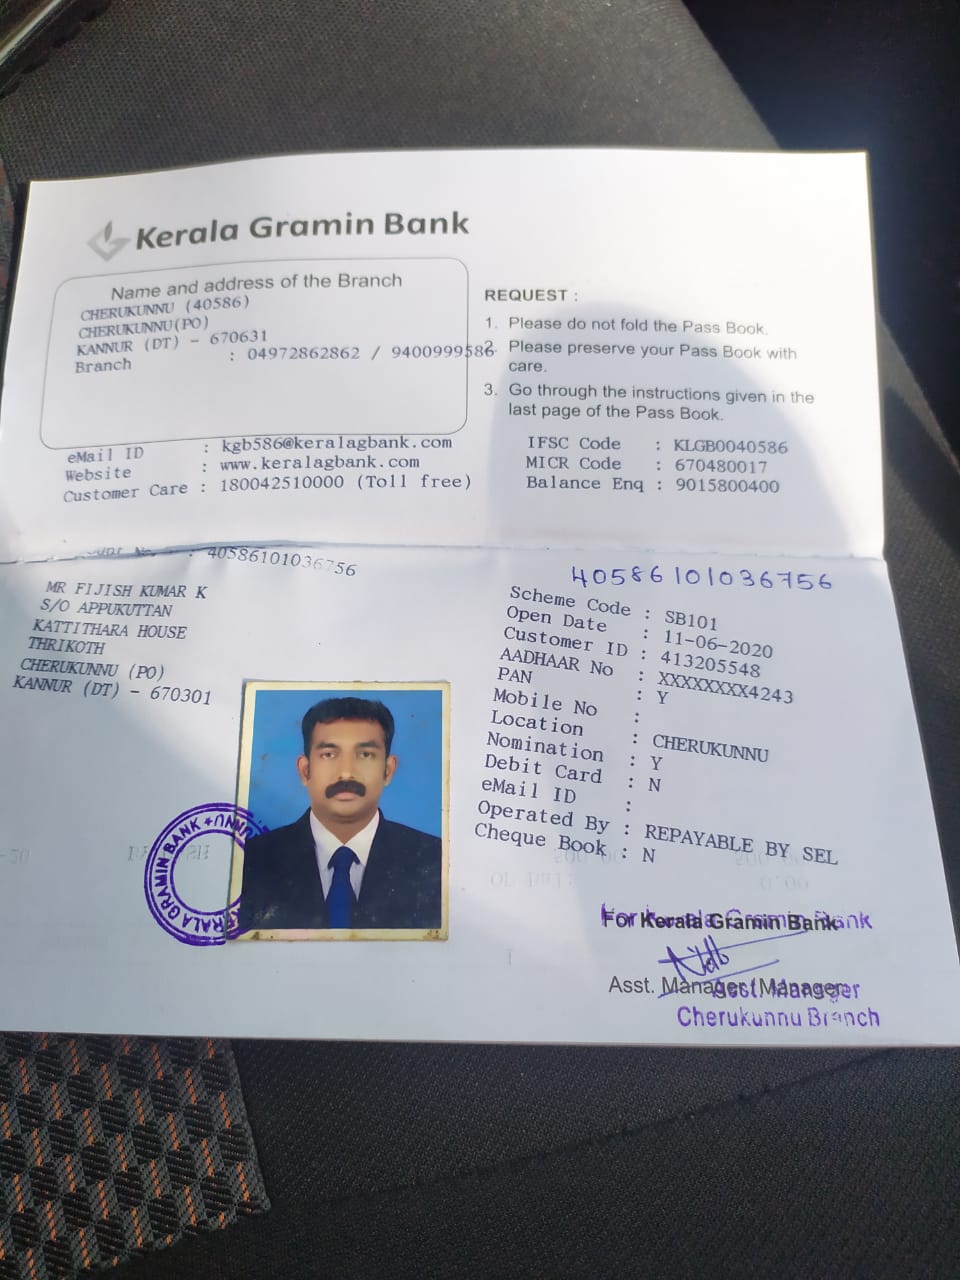 Kerala Gramin Bank
Name and address of the Branch
CHERUKUNNU (40586)
CHERUKUNNU(PO)
KANNUR (DT) - 670631
Branch : 04972862862 / 9400999586
eMail ID : kgb586@keralagbank.com
Website : www.keralagbank.com
Customer Care : 180042510000 (Toll free)
REQUEST :
1. Please do not fold the Pass Book.
2. Please preserve your Pass Book with
care.
3. Go through the instructions given in the
last page of the Pass Book.
IFSC Code : KLGB0040586
MICR Code : 670480017
Balance Enq : 9015800400
: 40586101036756
MR FIJISH KUMAR K
S/O APPUKUTTAN
KATTITHARA HOUSE
THRIKOTH
CHERUKUNNU (PO)
KANNUR (DT) - 670301
KERALA GRAMIN BANK
40586101036756
Scheme Code : SB101
Open Date : 11-06-2020
Customer ID : 413205548
AADHAAR No : XXXXXXXX4243
PAN : Y
Mobile No :
Location : CHERUKUNNU
Nomination : Y
Debit Card : N
eMail ID :
Operated By : REPAYABLE BY SEL
Cheque Book : N
For Kerala Gramin Bank
For Kerala Gramin Bank
Asst. Manager/Manager
Asst. Manager
Cherukunnu Branch